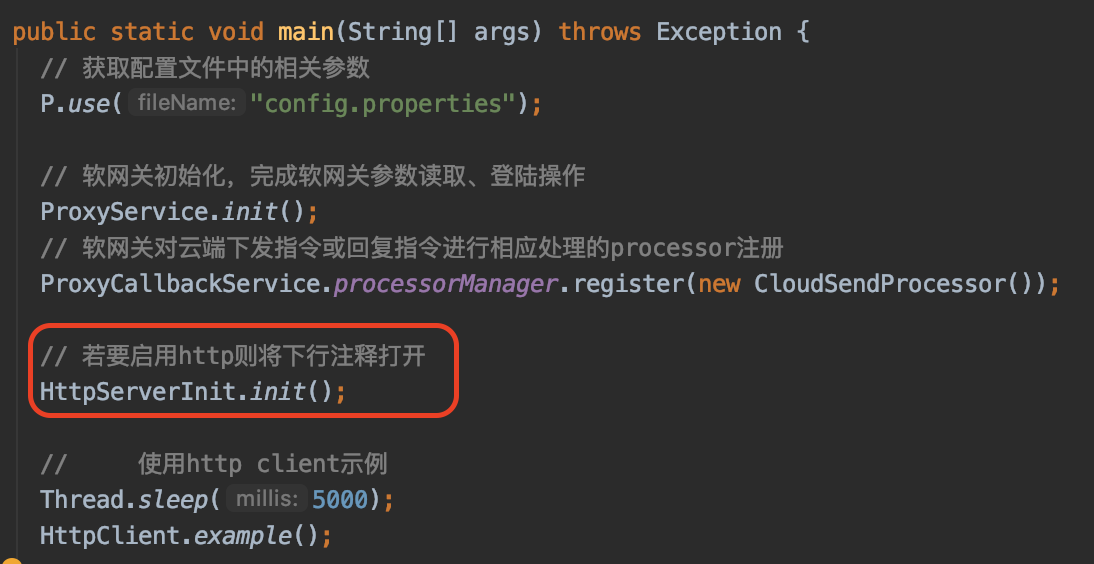 public static void main(String[] args) throws Exception {
// 获取配置文件中的相关参数
P.use( fileName: "config.properties");
// 软网关初始化，完成软网关参数读取、登陆操作
ProxyService.init();
// 软网关对云端下发指令或回复指令进行相应处理的processor注册
ProxyCallbackService.processorManager.register(new CloudSendProcessor());
// 若要启用http则将下行注释打开
HttpServerInit.init();
//     使用http client示例
Thread.sleep( millis: 5000);
HttpClient.example();